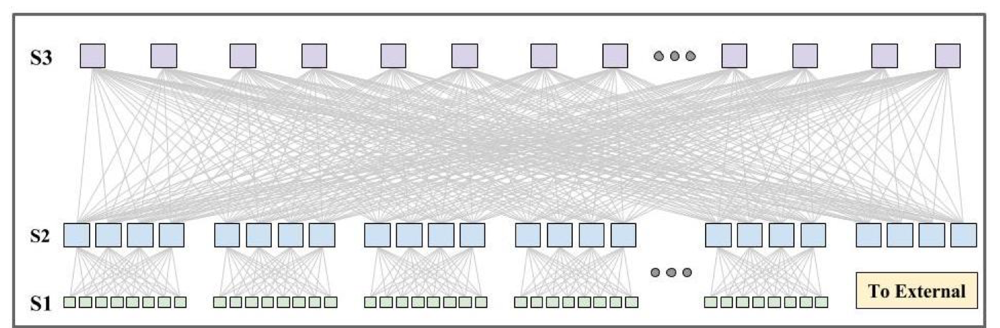 S3
S2
S1
To External